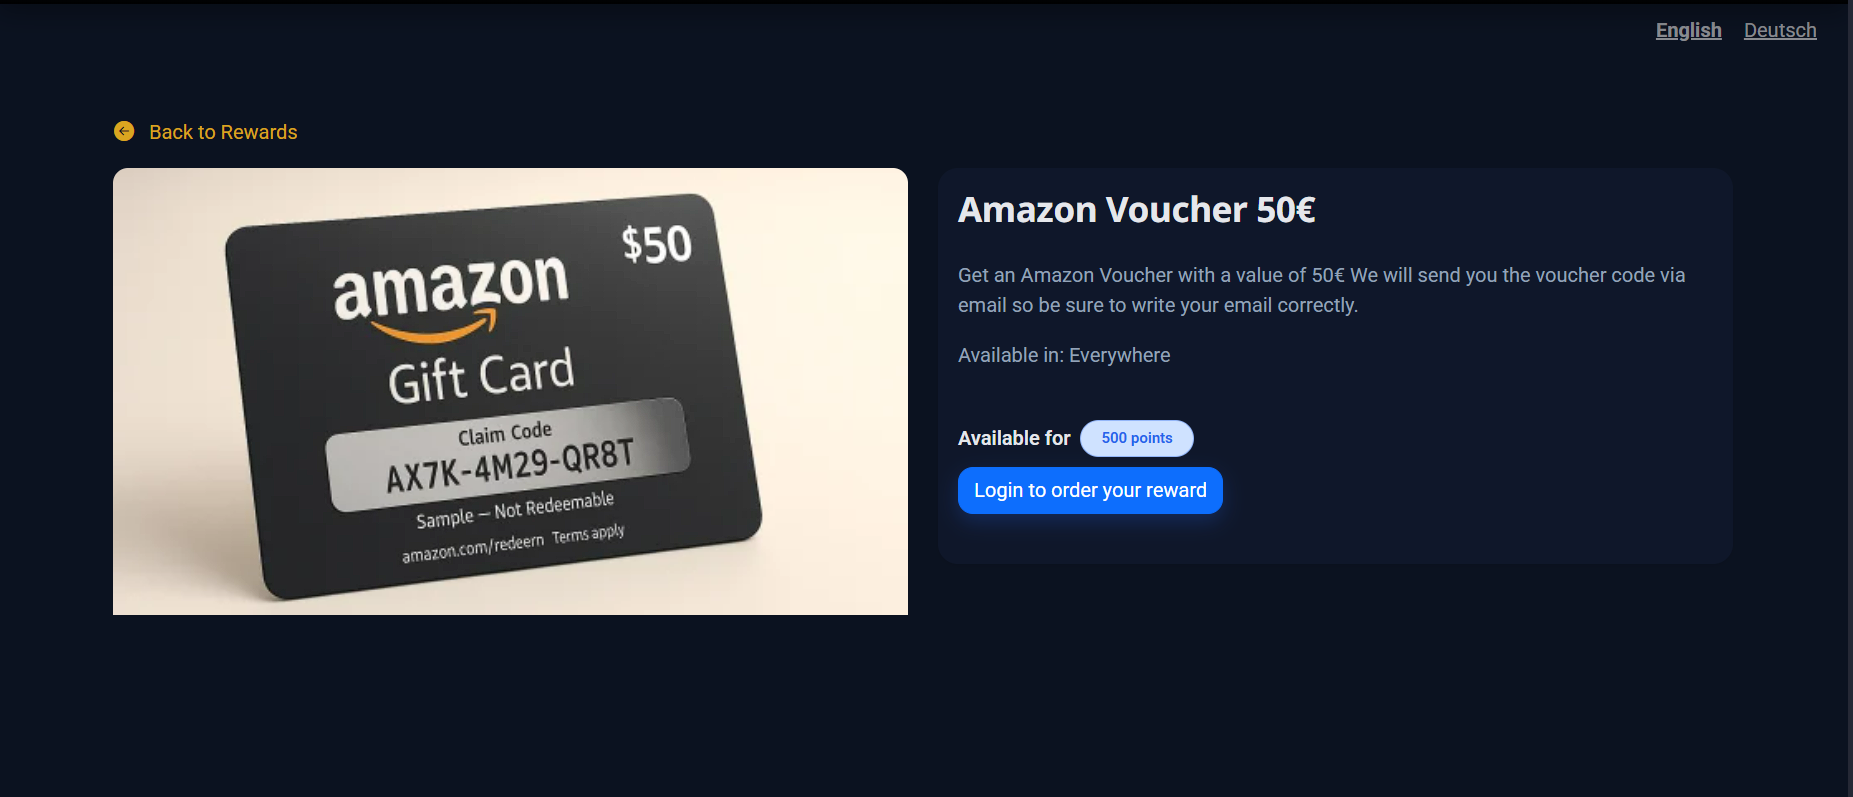 English Deutsch
Back to Rewards
$50
amazon
Gift Card
Claim Code
AX7K-4M29-QR8T
Sample – Not Redeemable
amazon.com/redeern Terms apply
Amazon Voucher 50€
Get an Amazon Voucher with a value of 50€ We will send you the voucher code via
email so be sure to write your email correctly.
Available in: Everywhere
Available for 500 points
Login to order your reward